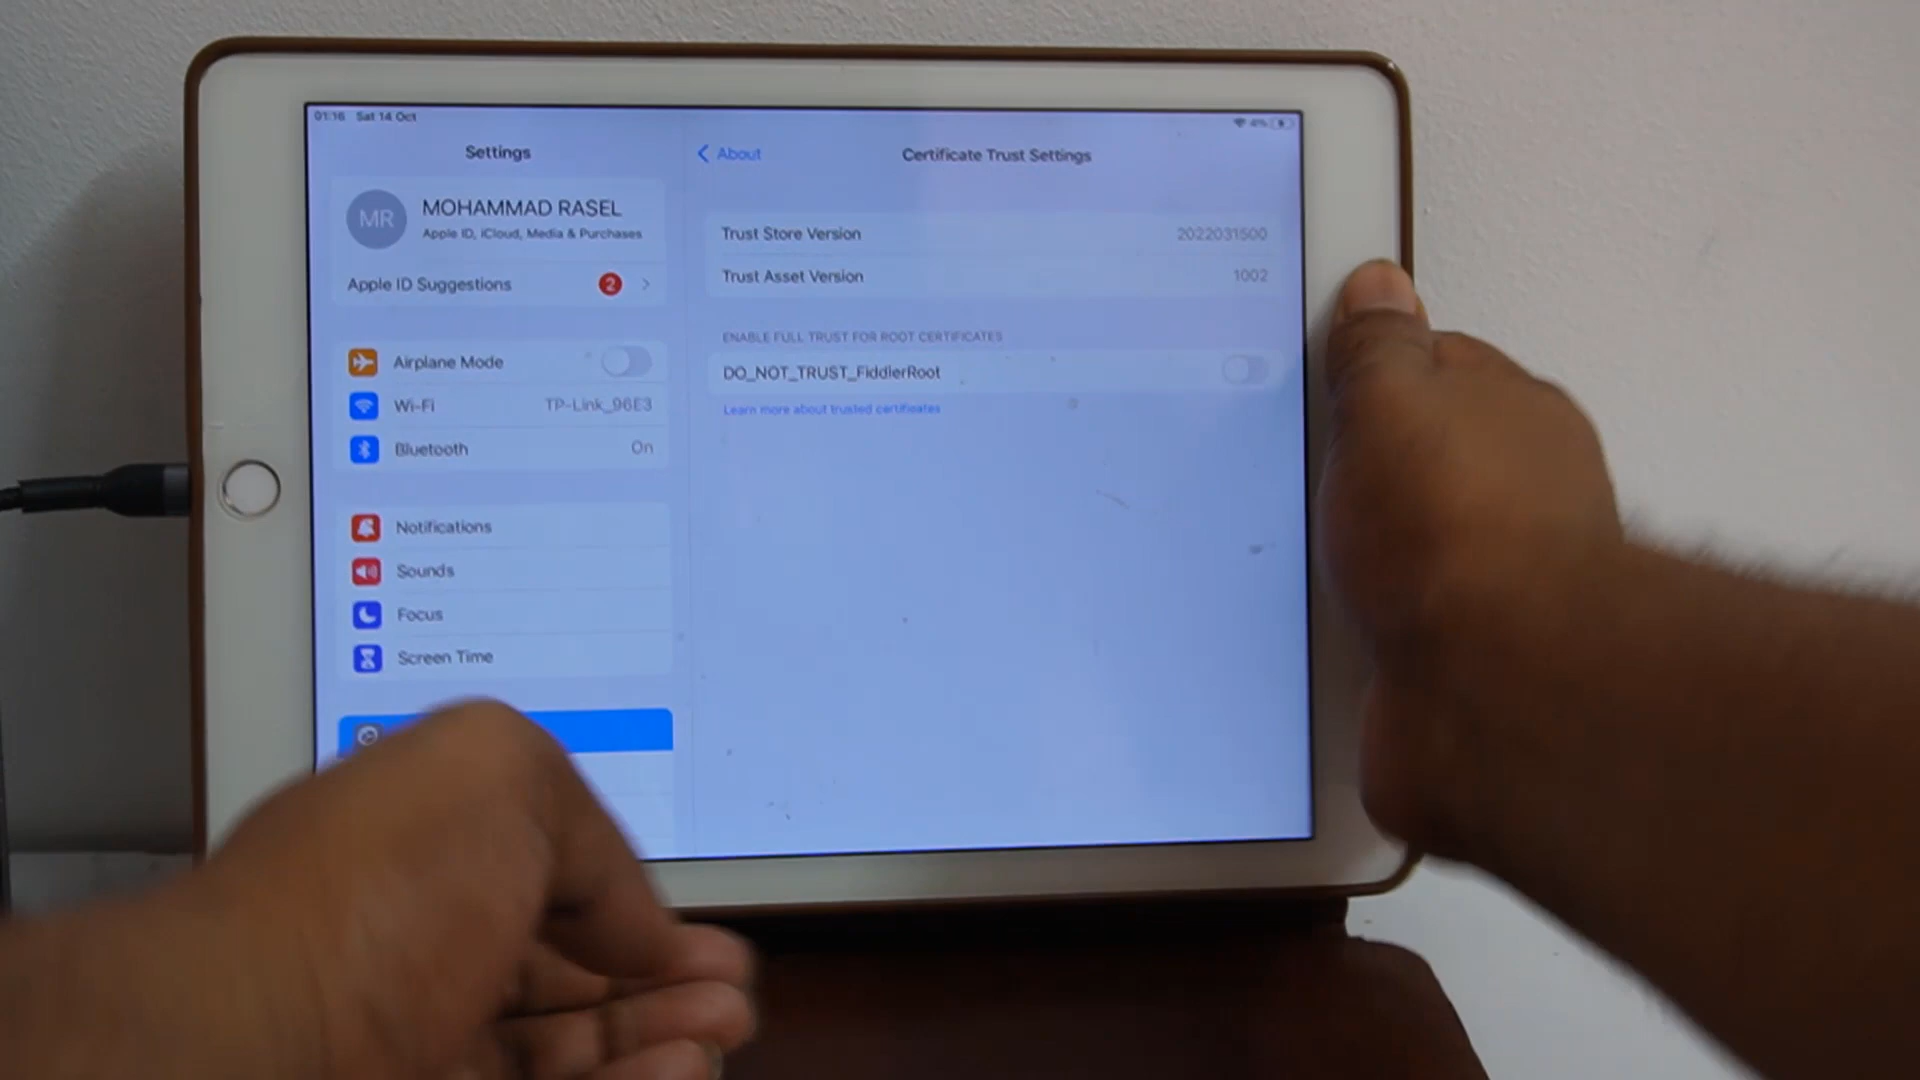 01:16 Sat 14 Oct
Settings
MR
MOHAMMAD RASEL
Apple ID, iCloud, Media & Purchases
Apple ID Suggestions 2
Airplane Mode
Wi-Fi TP-Link_96E3
Bluetooth On
Notifications
Sounds
Focus
Screen Time
About
Certificate Trust Settings
Trust Store Version 2022031500
Trust Asset Version 1002
ENABLE FULL TRUST FOR ROOT CERTIFICATES
DO_NOT_TRUST_FiddlerRoot
Learn more about trusted certificates